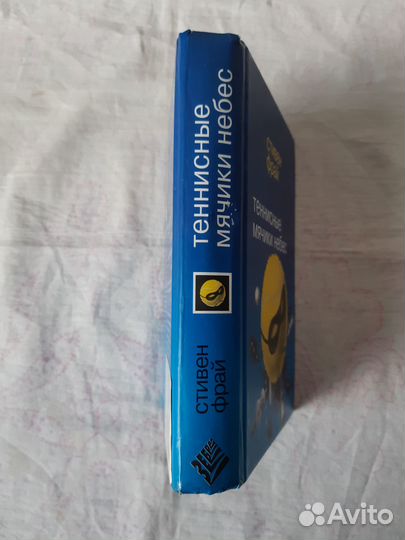 теннисные
мячики небес
стивен
фрай
стивен
фрай
теннисные
мячики небес
Avito